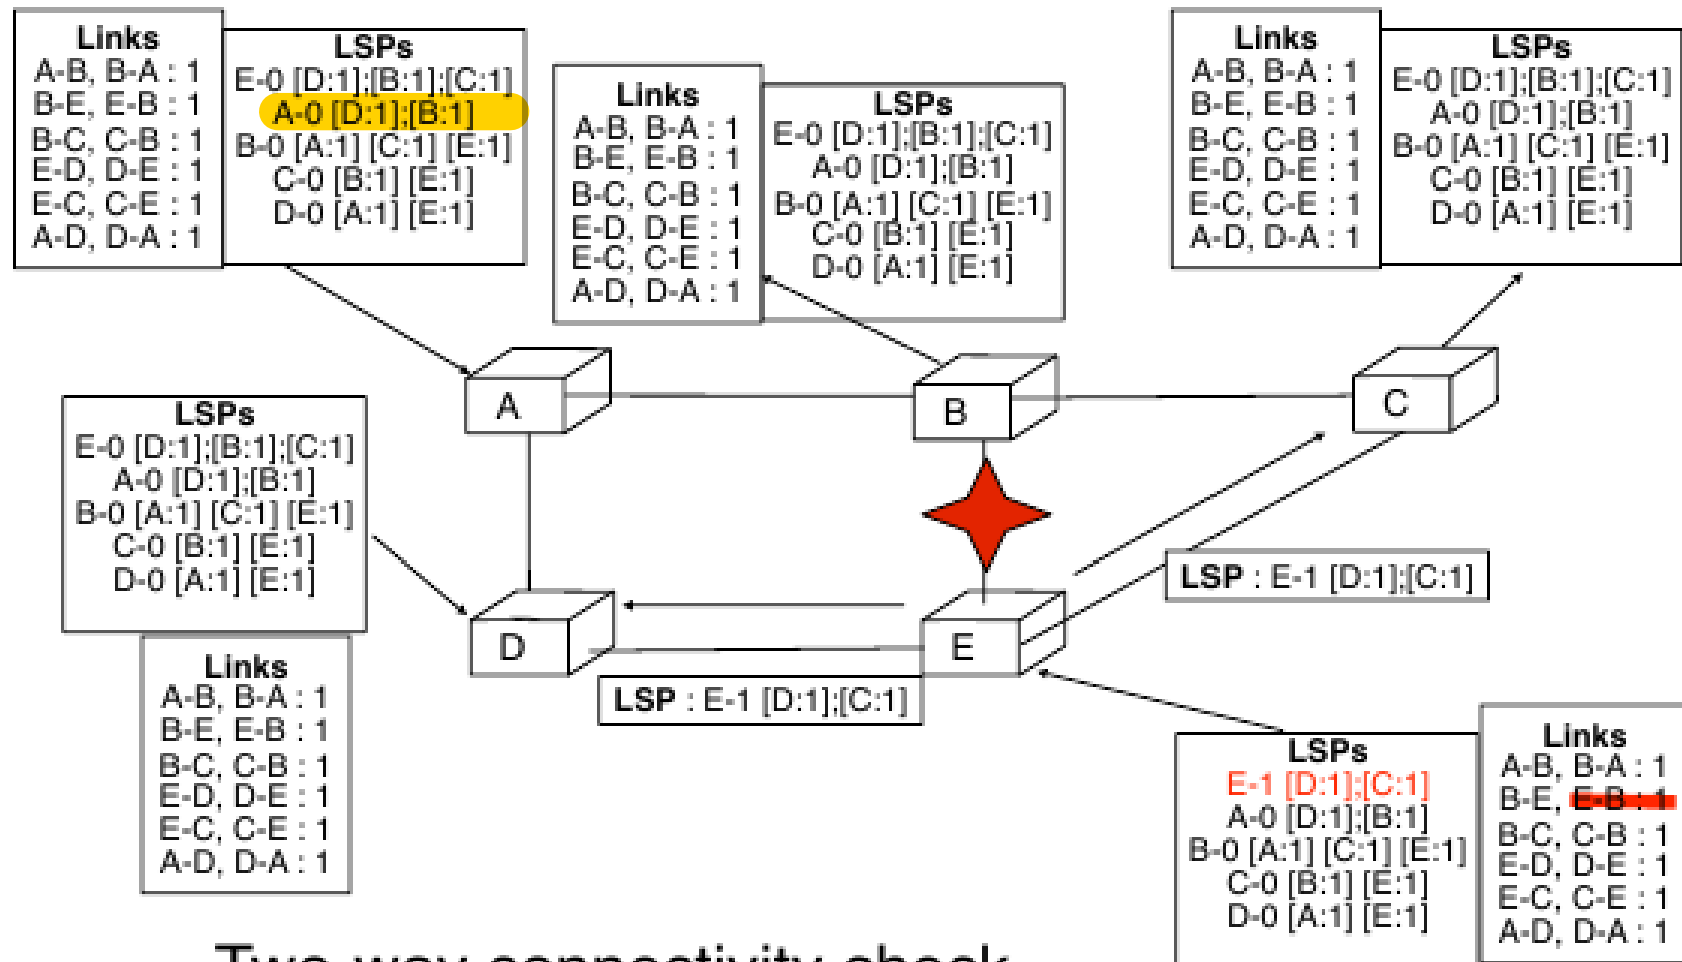 Links
A-B, B-A : 1
B-E, E-B : 1
B-C, C-B : 1
E-D, D-E : 1
E-C, C-E : 1
A-D, D-A : 1
LSPs
E-0 [D:1];[B:1];[C:1]
A-0 [D:1];[B:1]
B-0 [A:1] [C:1] [E:1]
C-0 [B:1] [E:1]
D-0 [A:1] [E:1]
Links
A-B, B-A : 1
B-E, E-B : 1
B-C, C-B : 1
E-D, D-E : 1
E-C, C-E : 1
A-D, D-A : 1
LSPs
E-0 [D:1];[B:1];[C:1]
A-0 [D:1];[B:1]
B-0 [A:1] [C:1] [E:1]
C-0 [B:1] [E:1]
D-0 [A:1] [E:1]
Links
A-B, B-A : 1
B-E, E-B : 1
B-C, C-B : 1
E-D, D-E : 1
E-C, C-E : 1
A-D, D-A : 1
LSPs
E-0 [D:1];[B:1];[C:1]
A-0 [D:1];[B:1]
B-0 [A:1] [C:1] [E:1]
C-0 [B:1] [E:1]
D-0 [A:1] [E:1]
A
B
C
LSPs
E-0 [D:1];[B:1];[C:1]
A-0 [D:1];[B:1]
B-0 [A:1] [C:1] [E:1]
C-0 [B:1] [E:1]
D-0 [A:1] [E:1]
LSP : E-1 [D:1];[C:1]
D
E
LSP : E-1 [D:1];[C:1]
Links
A-B, B-A : 1
B-E, E-B : 1
B-C, C-B : 1
E-D, D-E : 1
E-C, C-E : 1
A-D, D-A : 1
LSPs
E-1 [D:1];[C:1]
A-0 [D:1];[B:1]
B-0 [A:1] [C:1] [E:1]
C-0 [B:1] [E:1]
D-0 [A:1] [E:1]
Links
A-B, B-A : 1
B-E, E-B : 1
B-C, C-B : 1
E-D, D-E : 1
E-C, C-E : 1
A-D, D-A : 1
Two-way connectivity check